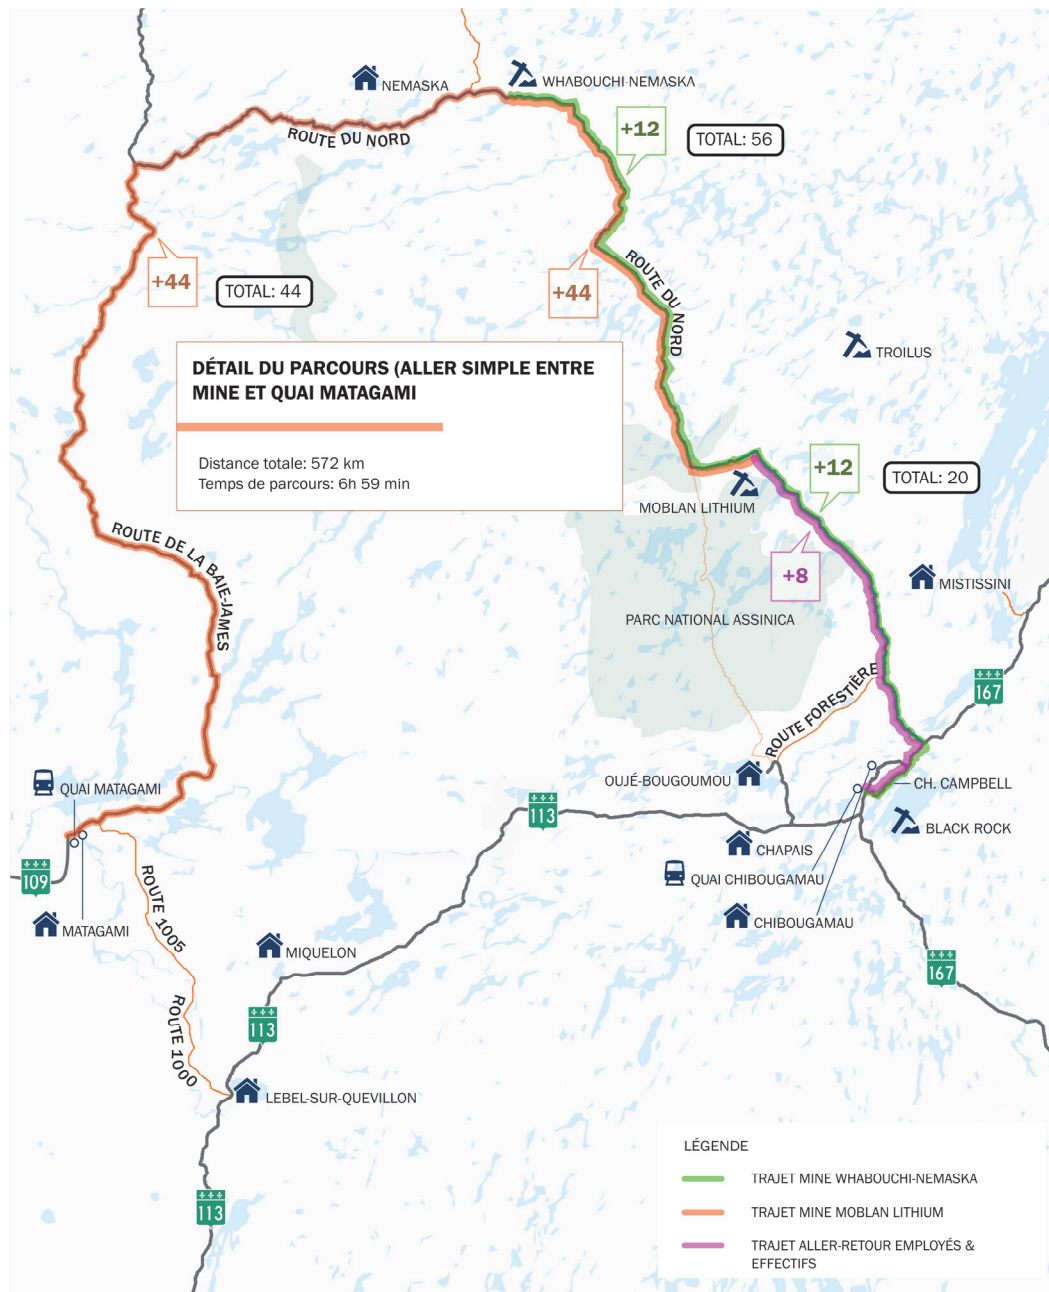 NEMASKA
WHABOUCHI-NEMASKA
ROUTE DU NORD
+12
TOTAL: 56
+44
TOTAL: 44
+44
ROUTE DU NORD
TROILUS
DÉTAIL DU PARCOURS (ALLER SIMPLE ENTRE
MINE ET QUAI MATAGAMI
Distance totale: 572 km
Temps de parcours: 6h 59 min
+12
TOTAL: 20
MOBLAN LITHIUM
+8
ROUTE DE LA BAIE-JAMES
MISTISSINI
PARC NATIONAL ASSINICA
167
ROUTE FORESTIÈRE
OUJÉ-BOUGOUMOU
CH. CAMPBELL
QUAI MATAGAMI
113
BLACK ROCK
CHAPAIS
109
QUAI CHIBOUGAMAU
ROUTE 1005
CHIBOUGAMAU
MATAGAMI
MIQUELON
167
ROUTE 1000
113
LEBEL-SUR-QUEVILLON
113
LÉGENDE
TRAJET MINE WHABOUCHI-NEMASKA
TRAJET MINE MOBLAN LITHIUM
TRAJET ALLER-RETOUR EMPLOYÉS &
EFFECTIFS